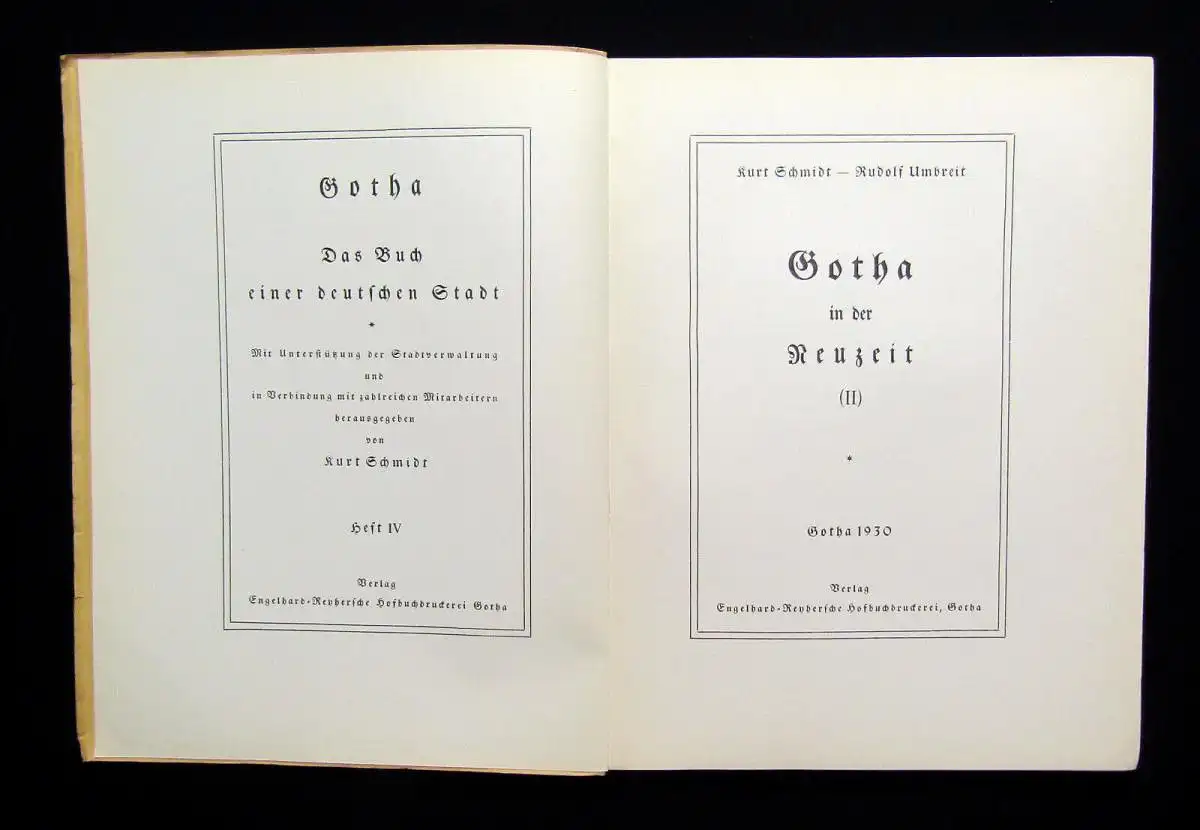 Gotha
Das Buch
einer deutſchen Stadt
*
Mit Unterſtützung der Stadtverwaltung
und
in Verbindung mit zahlreichen Mitarbeitern
herausgegeben
von
Kurt Schmidt
Heft IV
Verlag
Engelhard-Reyherſche Hofbuchdruckerei Gotha
Kurt Schmidt — Rudolf Umbreit
Gotha
in der
Neuzeit
(II)
*
Gotha 1930
Verlag
Engelhard-Reyherſche Hofbuchdruckerei, Gotha